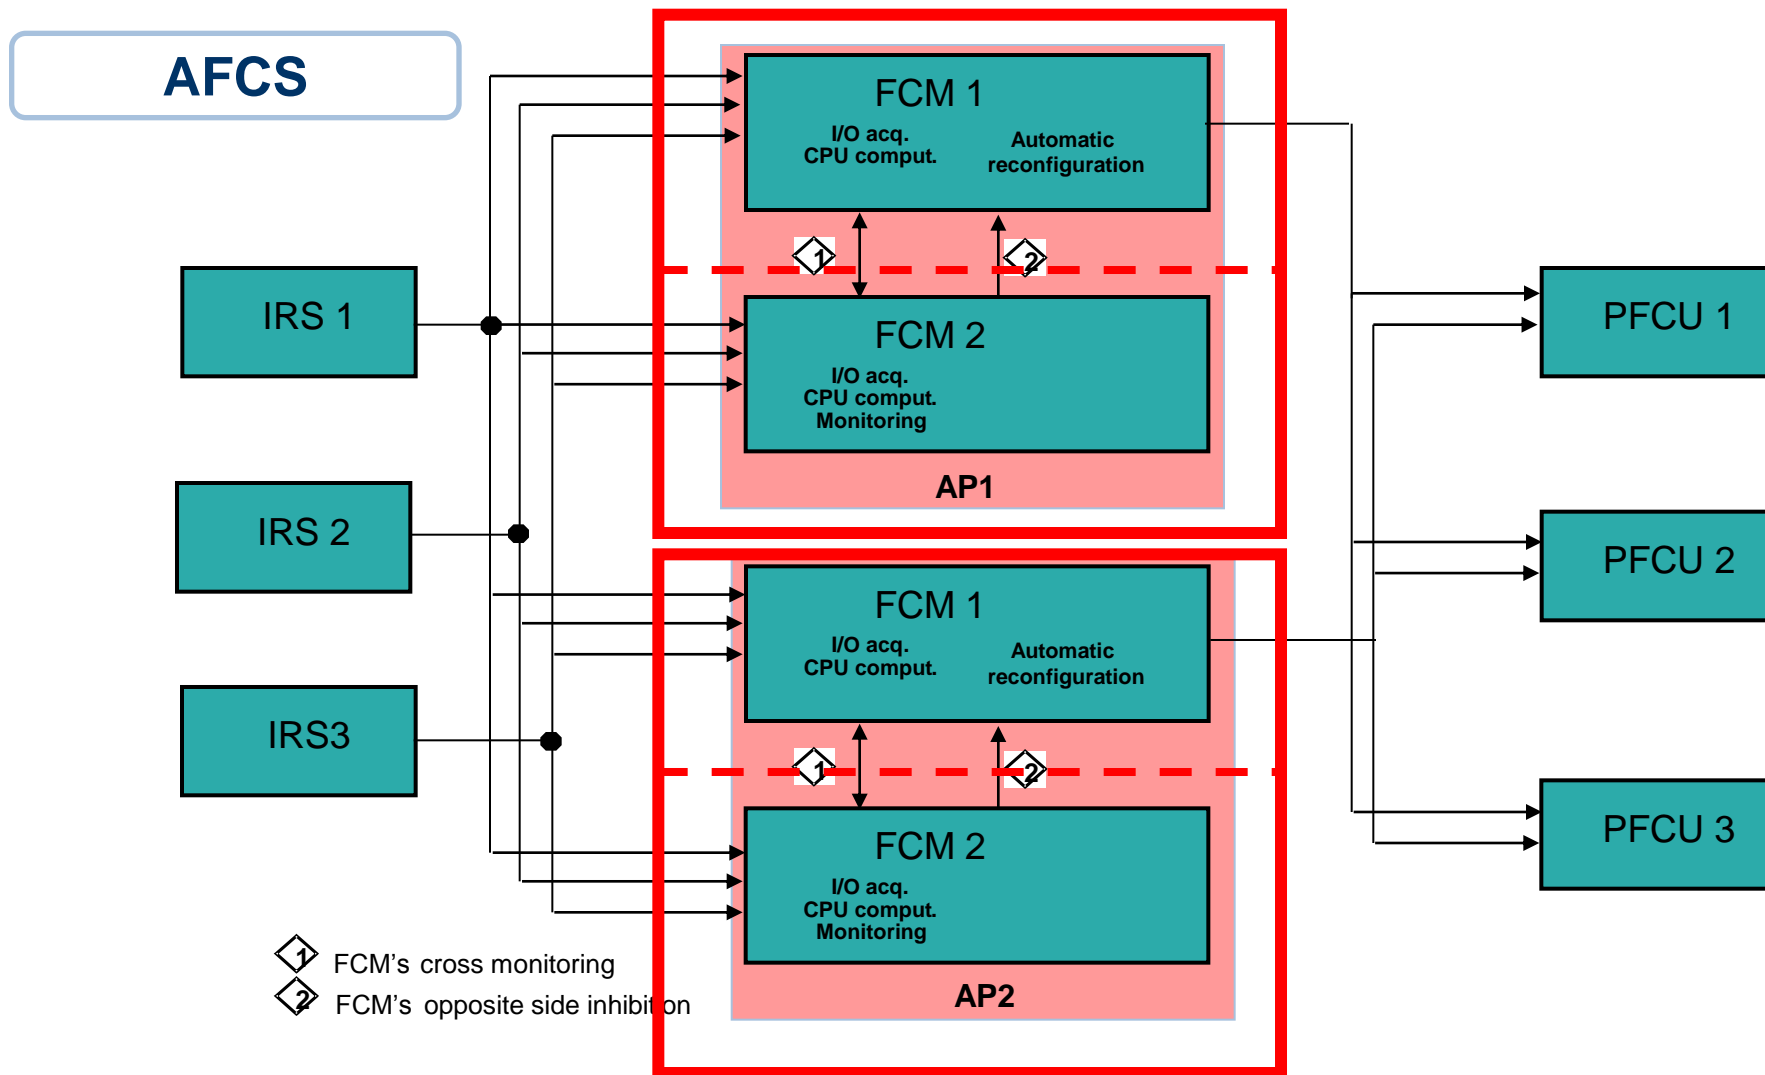 AFCS
FCM 1
I/O acq.
CPU comput.
Automatic
reconfiguration
1
2
FCM 2
I/O acq.
CPU comput.
Monitoring
AP1
IRS 1
IRS 2
IRS3
FCM 1
I/O acq.
CPU comput.
Automatic
reconfiguration
1
2
FCM 2
I/O acq.
CPU comput.
Monitoring
AP2
PFCU 1
PFCU 2
PFCU 3
1 FCM's cross monitoring
2 FCM's opposite side inhibition